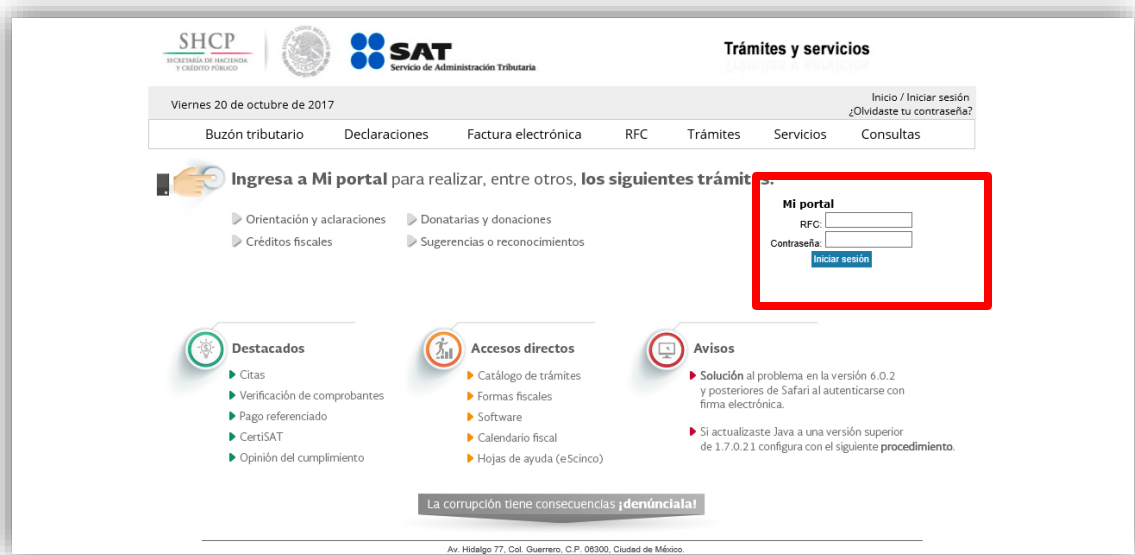 SHCP
SECRETARÍA DE HACIENDA
Y CRÉDITO PÚBLICO
SAT
Servicio de Administración Tributaria
Trámites y servicios
Viernes 20 de octubre de 2017
Inicio / Iniciar sesión
¿Olvidaste tu contraseña?
Buzón tributario Declaraciones Factura electrónica RFC Trámites Servicios Consultas
Ingresa a Mi portal para realizar, entre otros, los siguientes trámites:
Orientación y aclaraciones Donatarias y donaciones
Créditos fiscales Sugerencias o reconocimientos
Mi portal
RFC:
Contraseña:
Iniciar sesión
Destacados
Citas
Verificación de comprobantes
Pago referenciado
CertiSAT
Opinión del cumplimiento
Accesos directos
Catálogo de trámites
Formas fiscales
Software
Calendario fiscal
Hojas de ayuda (e5cinco)
Avisos
Solución al problema en la versión 6.0.2
y posteriores de Safari al autenticarse con
firma electrónica.
Si actualizaste Java a una versión superior
de 1.7.0.21 configura con el siguiente procedimiento.
La corrupción tiene consecuencias ¡denúnciala!
Av. Hidalgo 77, Col. Guerrero, C.P. 06300, Ciudad de México.